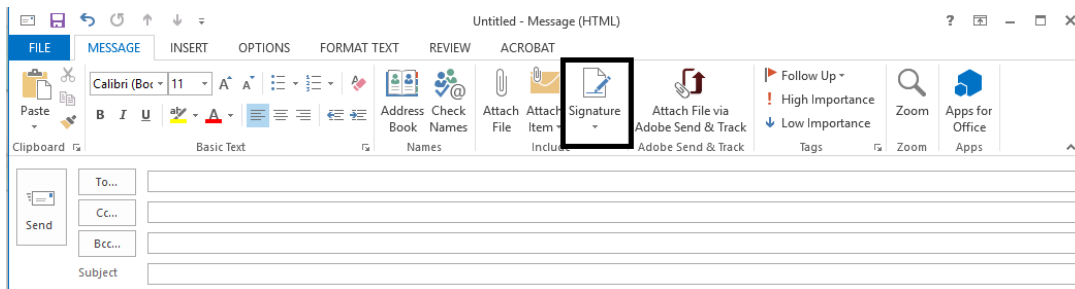 Untitled - Message (HTML)
FILE MESSAGE INSERT OPTIONS FORMAT TEXT REVIEW ACROBAT
Paste
Calibri (Boc 11
B I U
Address Book
Check Names
Attach File
Attach Item
Signature
Attach File via
Adobe Send & Track
Follow Up
High Importance
Low Importance
Zoom
Apps for Office
Clipboard Basic Text Names Include Adobe Send & Track Tags Zoom Apps
Send
To...
Cc...
Bcc...
Subject